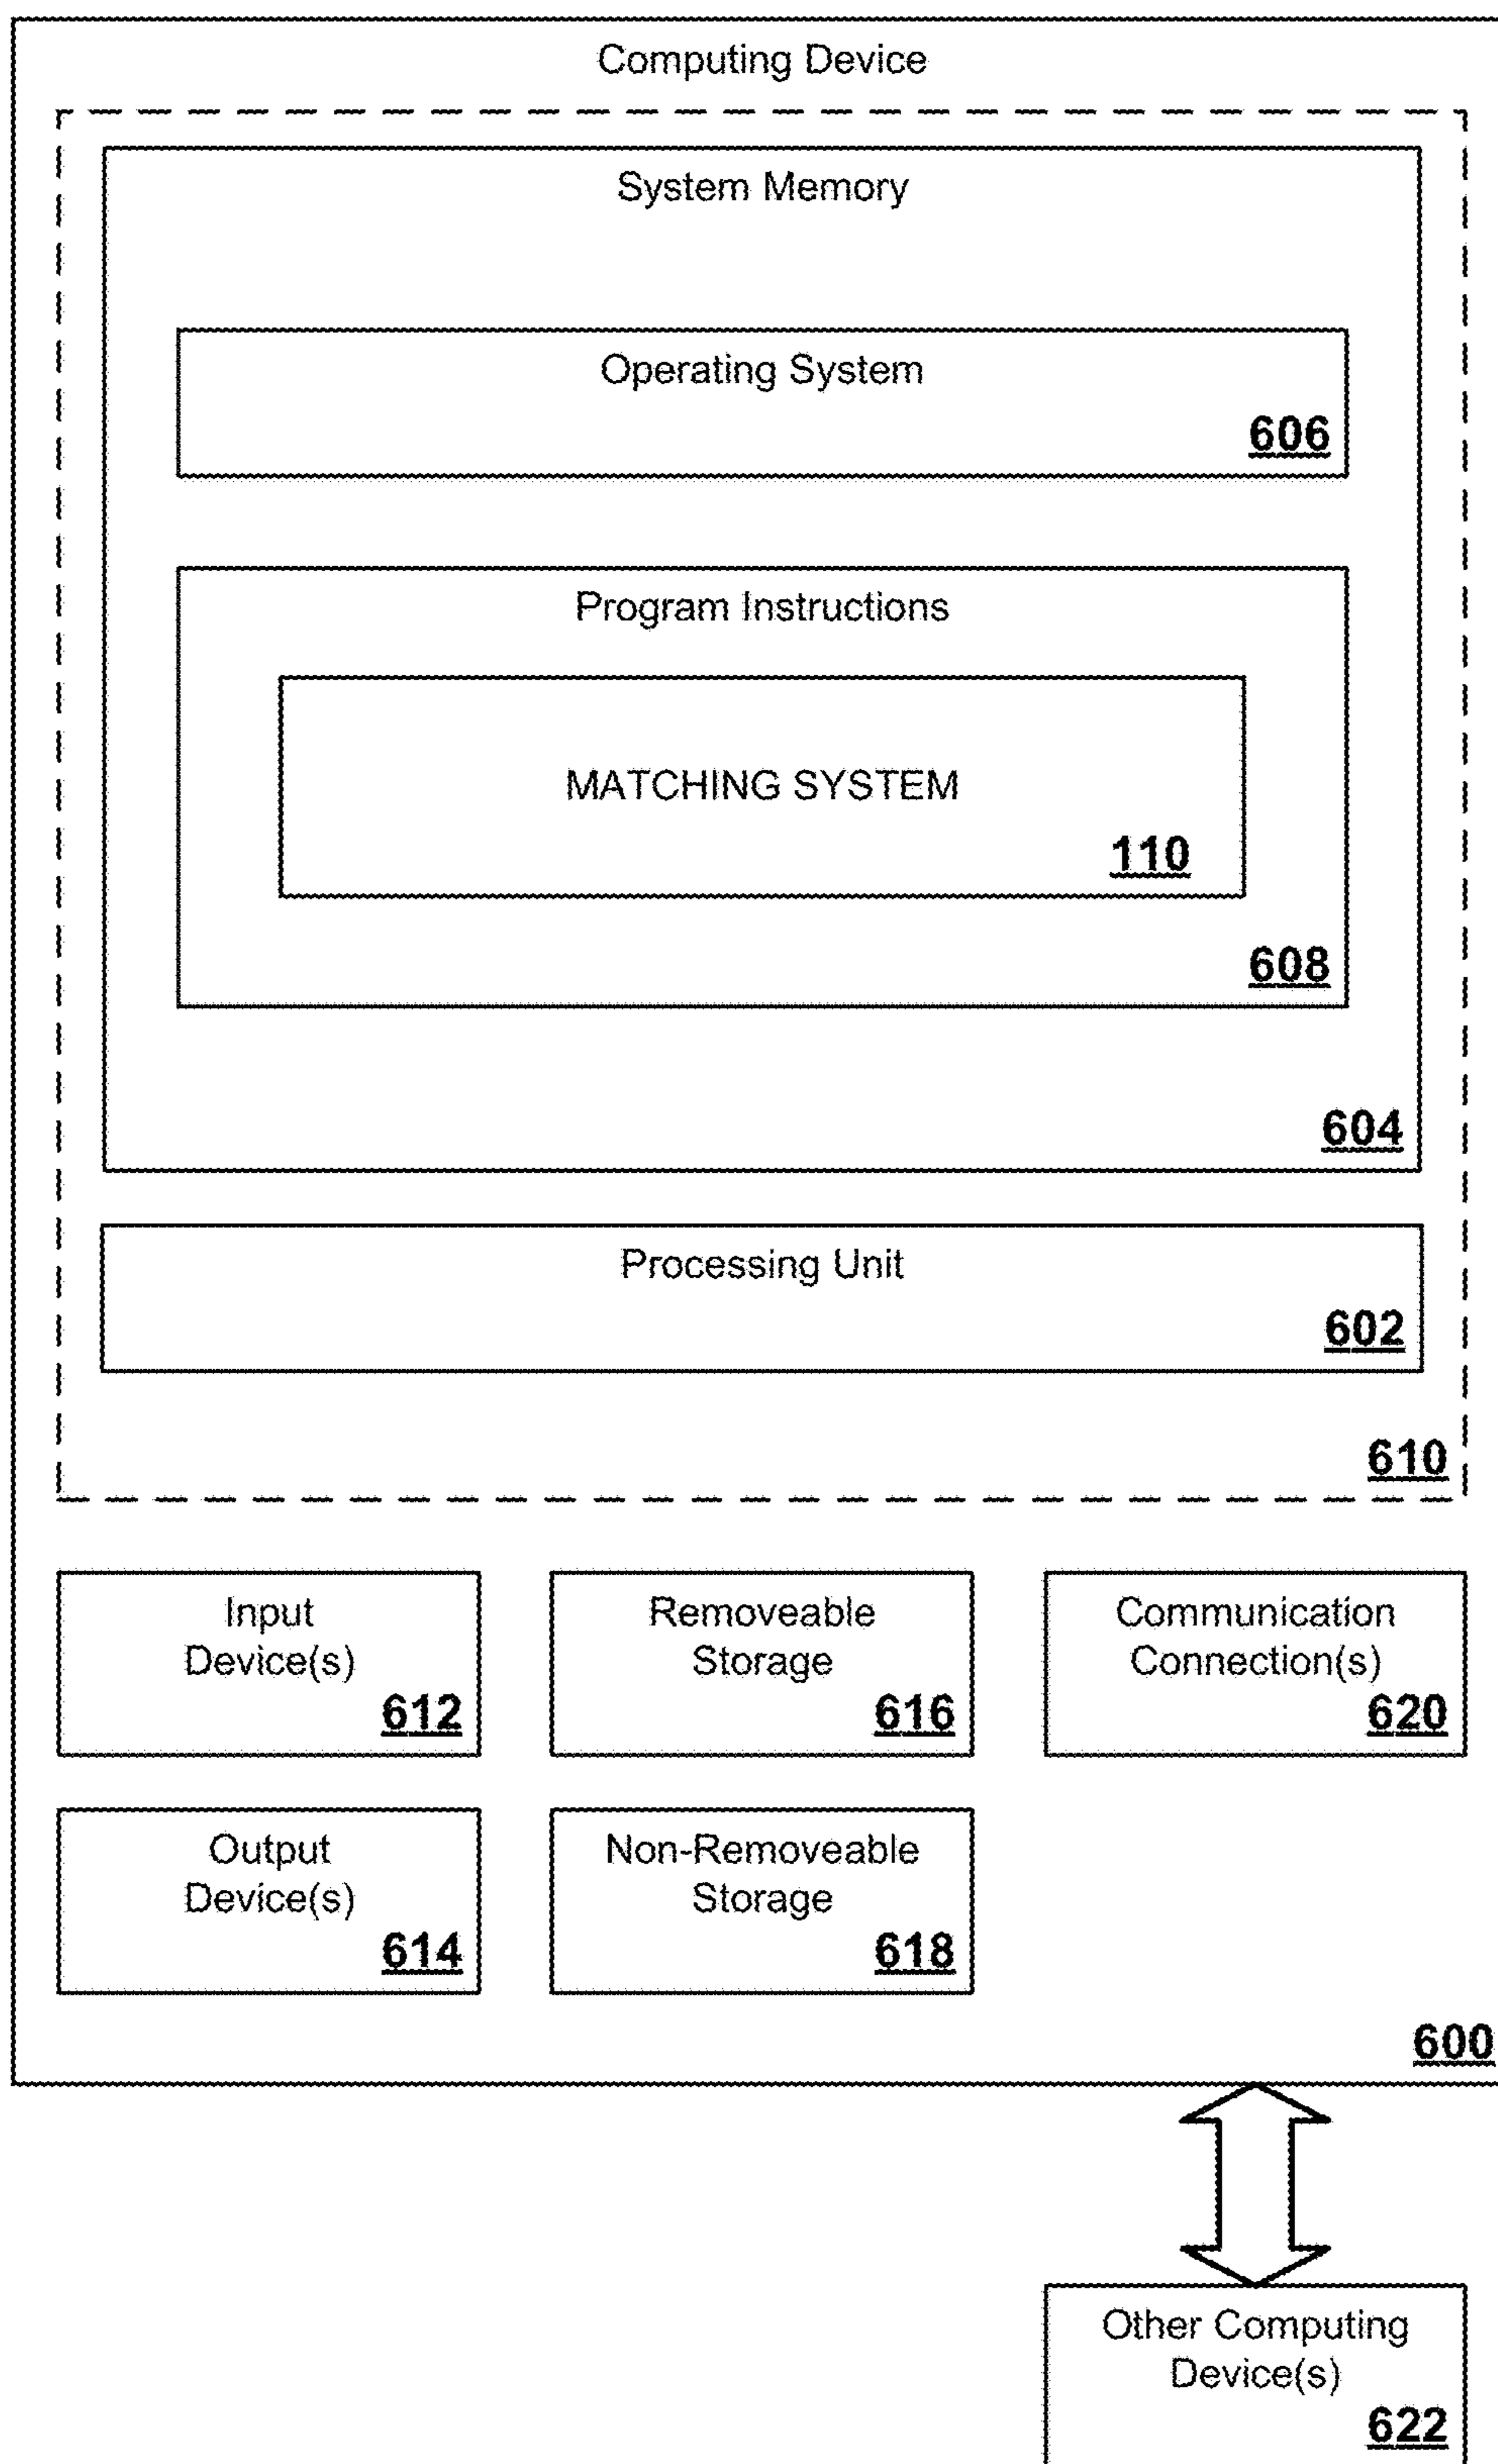 Computing Device
System Memory
Operating System
606
Program Instructions
MATCHING SYSTEM
110
608
604
Processing Unit
602
610
Input
Device(s)
612
Removeable
Storage
616
Communication
Connection(s)
620
Output
Device(s)
614
Non-Removeable
Storage
618
600
Other Computing
Device(s)
622